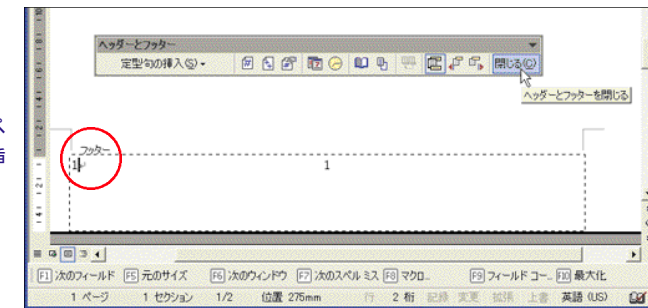 ヘッダーとフッター
定型句の挿入(S)
閉じる(C)
ヘッダーとフッターを閉じる
フッター
1
1
F1 次のフィールド F5 元のサイズ F6 次のウィンドウ F7 次のスペル ミス F8 マクロ... F9 フィールド コー... F10 最大化
1 ページ 1 セクション 1/2 位置 275mm 行 2 桁 記録 変更 拡張 上書 英語 (US)